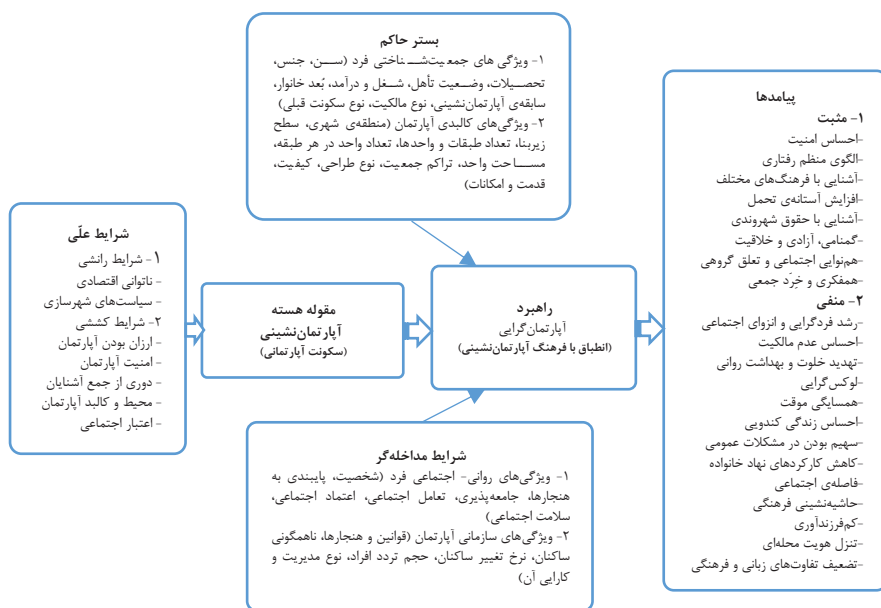 بستر حاکم
۱- ویژگی های جمعیت‌شـــناختی فرد (ســن، جنس،
تحصــیلات، وضــعیت تأهل، شــغل و درآمد، بُعد خانوار،
سابقه‌ی آپارتمان‌نشینی، نوع مالکیت، نوع سکونت قبلی)
۲- ویژگی‌های کالبدی آپارتمان (منطقه‌ی شهری، سطح
زیربنا، تعداد طبقات و واحدها، تعداد واحد در هر طبقه،
مســـاحت واحد، تراکم جمعیت، نوع طراحی، کیفیت،
قدمت و امکانات)
شرایط علّی
۱- شرایط رانشی
- ناتوانی اقتصادی
- سیاست‌های شهرسازی
۲- شرایط کششی
- ارزان بودن آپارتمان
- امنیت آپارتمان
- دوری از جمع آشنایان
- محیط و کالبد آپارتمان
- اعتبار اجتماعی
مقوله هسته
آپارتمان‌نشینی
(سکونت آپارتمانی)
راهبرد
آپارتمان‌گرایی
(انطباق با فرهنگ آپارتمان‌نشینی)
شرایط مداخله‌گر
۱- ویژگی‌های روانی- اجتماعی فرد (شخصیت، پایبندی به
هنجارها، جامعه‌پذیری، تعامل اجتماعی، اعتماد اجتماعی،
سلامت اجتماعی)
۲- ویژگی‌های سازمانی آپارتمان (قوانین و هنجارها، ناهمگونی
ساکنان، نرخ تغییر ساکنان، حجم تردد افراد، نوع مدیریت و
کارایی آن)
پیامدها
۱- مثبت
-احساس امنیت
-الگوی منظم رفتاری
-آشنایی با فرهنگ‌های مختلف
-افزایش آستانه‌ی تحمل
-آشنایی با حقوق شهروندی
-گمنامی، آزادی و خلاقیت
-هم‌نوایی اجتماعی و تعلق گروهی
-همفکری و خِرَد جمعی
۲- منفی
-رشد فردگرایی و انزوای اجتماعی
-احساس عدم مالکیت
-تهدید خلوت و بهداشت روانی
-لوکس‌گرایی
-همسایگی موقت
-احساس زندگی کندویی
-سهیم بودن در مشکلات عمومی
-کاهش کارکردهای نهاد خانواده
-فاصله‌ی اجتماعی
-حاشیه‌نشینی فرهنگی
-کم‌فرزندآوری
-تنزل هویت محله‌ای
-تضعیف تفاوت‌های زبانی و فرهنگی